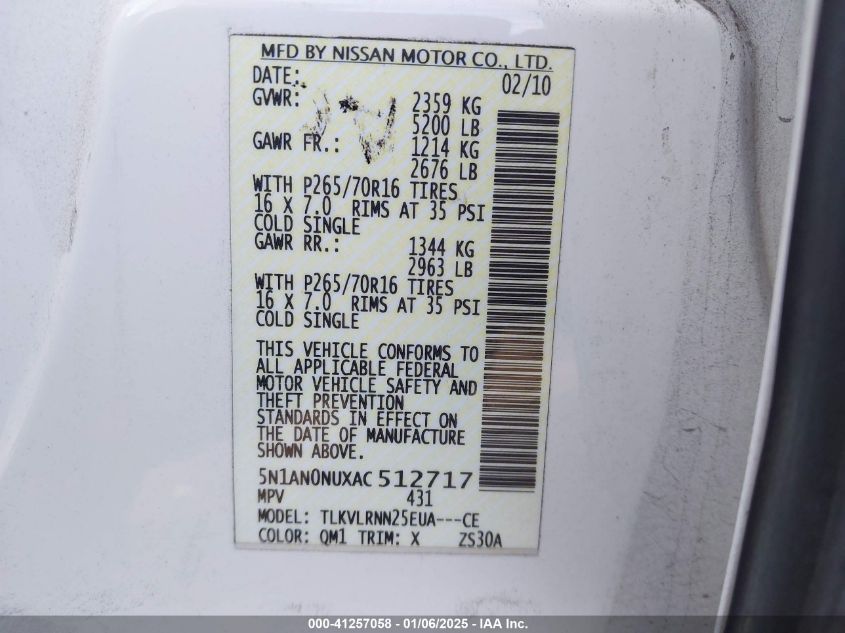 MFD BY NISSAN MOTOR CO., LTD.
DATE: 02/10
GVWR: 2359 KG
5200 LB
GAWR FR.: 1214 KG
2676 LB
WITH P265/70R16 TIRES
16 X 7.0 RIMS AT 35 PSI
COLD SINGLE
GAWR RR.: 1344 KG
2963 LB
WITH P265/70R16 TIRES
16 X 7.0 RIMS AT 35 PSI
COLD SINGLE
THIS VEHICLE CONFORMS TO
ALL APPLICABLE FEDERAL
MOTOR VEHICLE SAFETY AND
THEFT PREVENTION
STANDARDS IN EFFECT ON
THE DATE OF MANUFACTURE
SHOWN ABOVE.
5N1AN0NUXAC512717
MPV 431
MODEL: TLKVLRNN25EUA---CE
COLOR: QM1 TRIM: X ZS30A
000-41257058 - 01/06/2025 - IAA Inc.